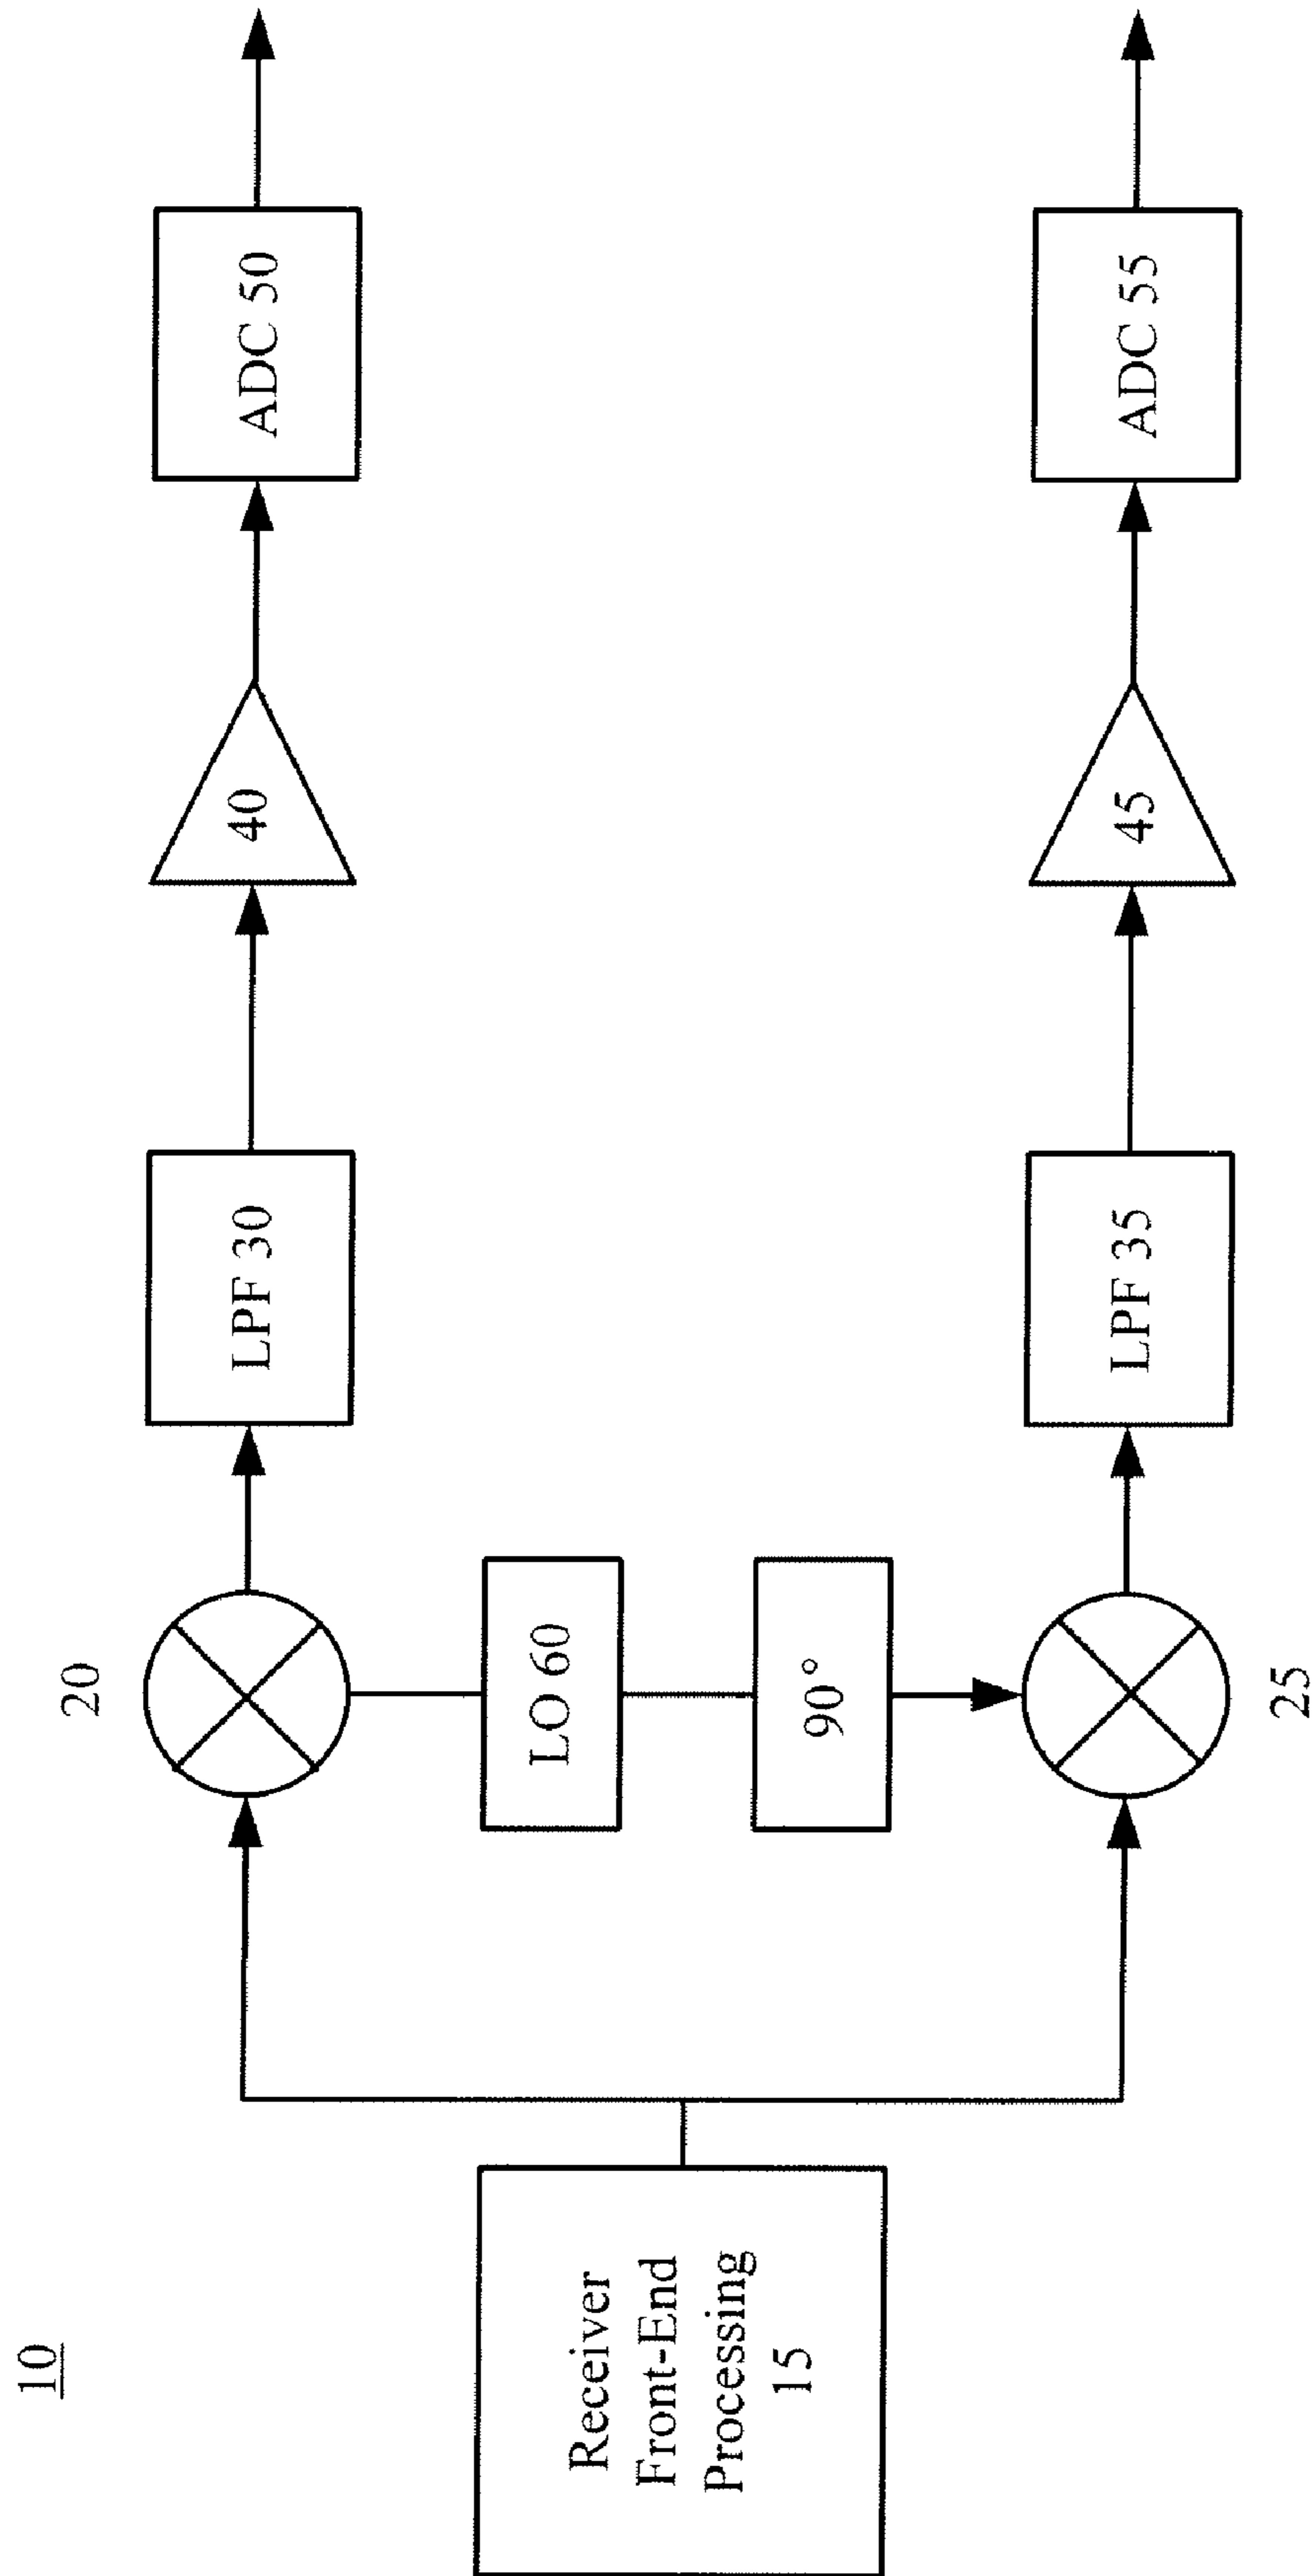 10
Receiver
Front-End
Processing
15
20
LPF 30
40
ADC 50
LO 60
90°
25
LPF 35
45
ADC 55